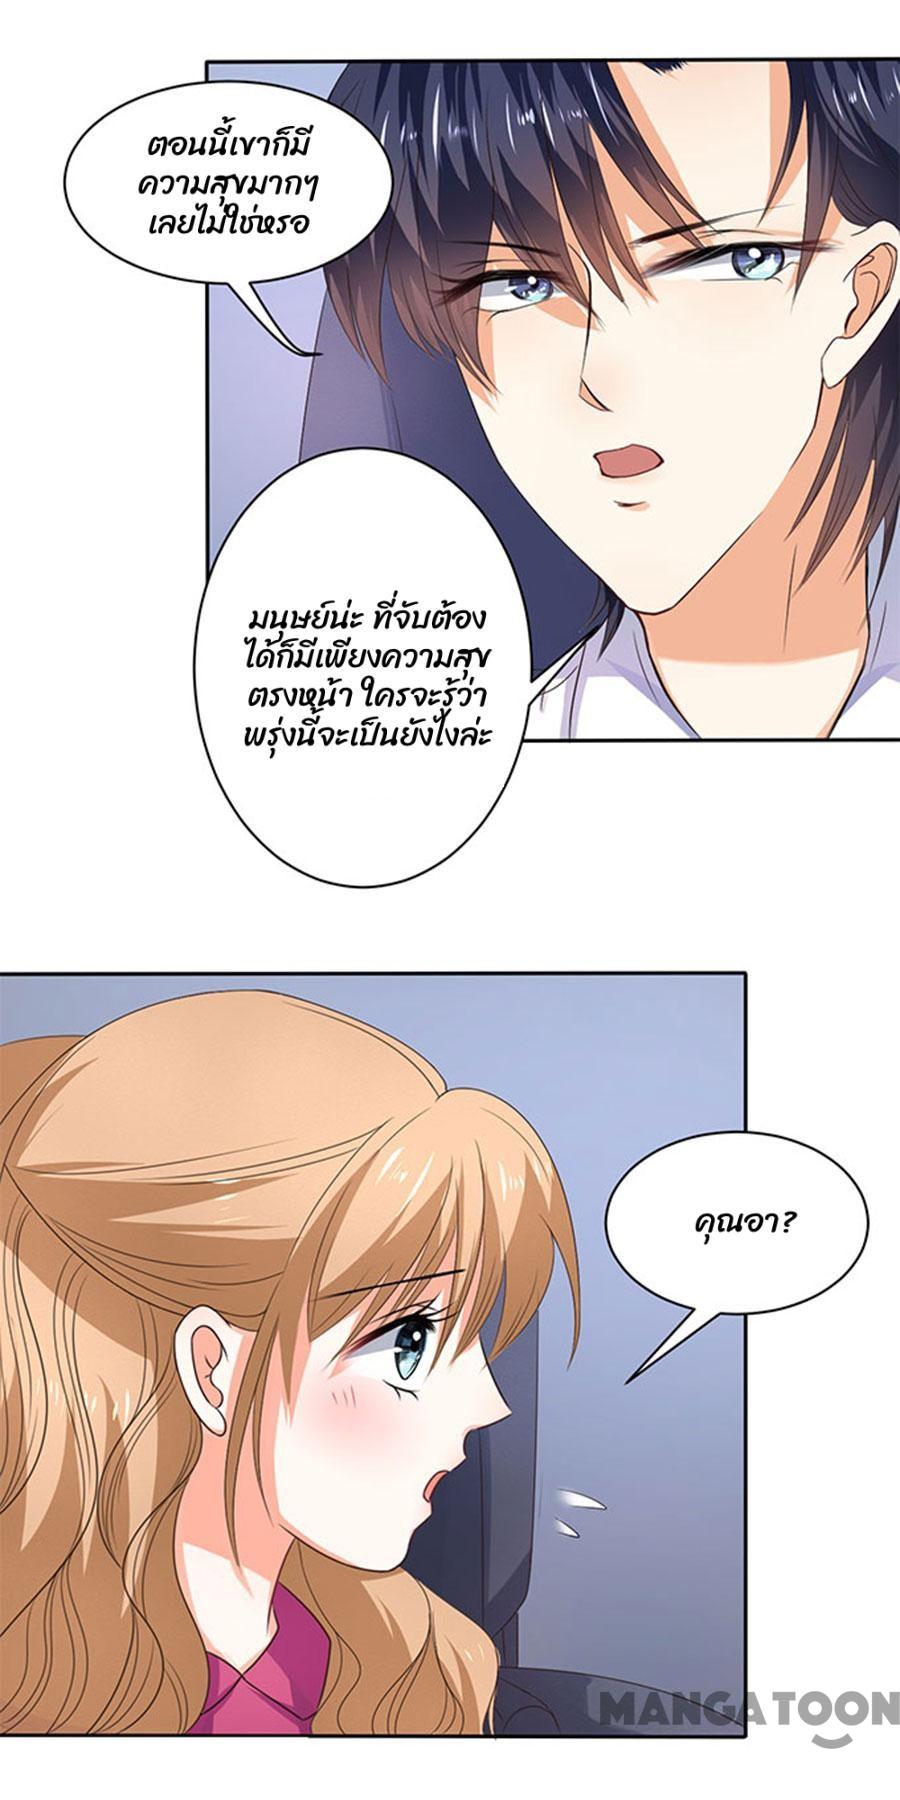 ตอนนี้เขาก็มี
ความสุขมากๆ
เลยไม่ใช่หรอ
มนุษย์น่ะ ที่จับต้อง
ได้ก็มีเพียงความสุข
ตรงหน้า ใครจะรู้ว่า
พรุ่งนี้จะเป็นยังไงล่ะ
คุณอา?
MANGATOON